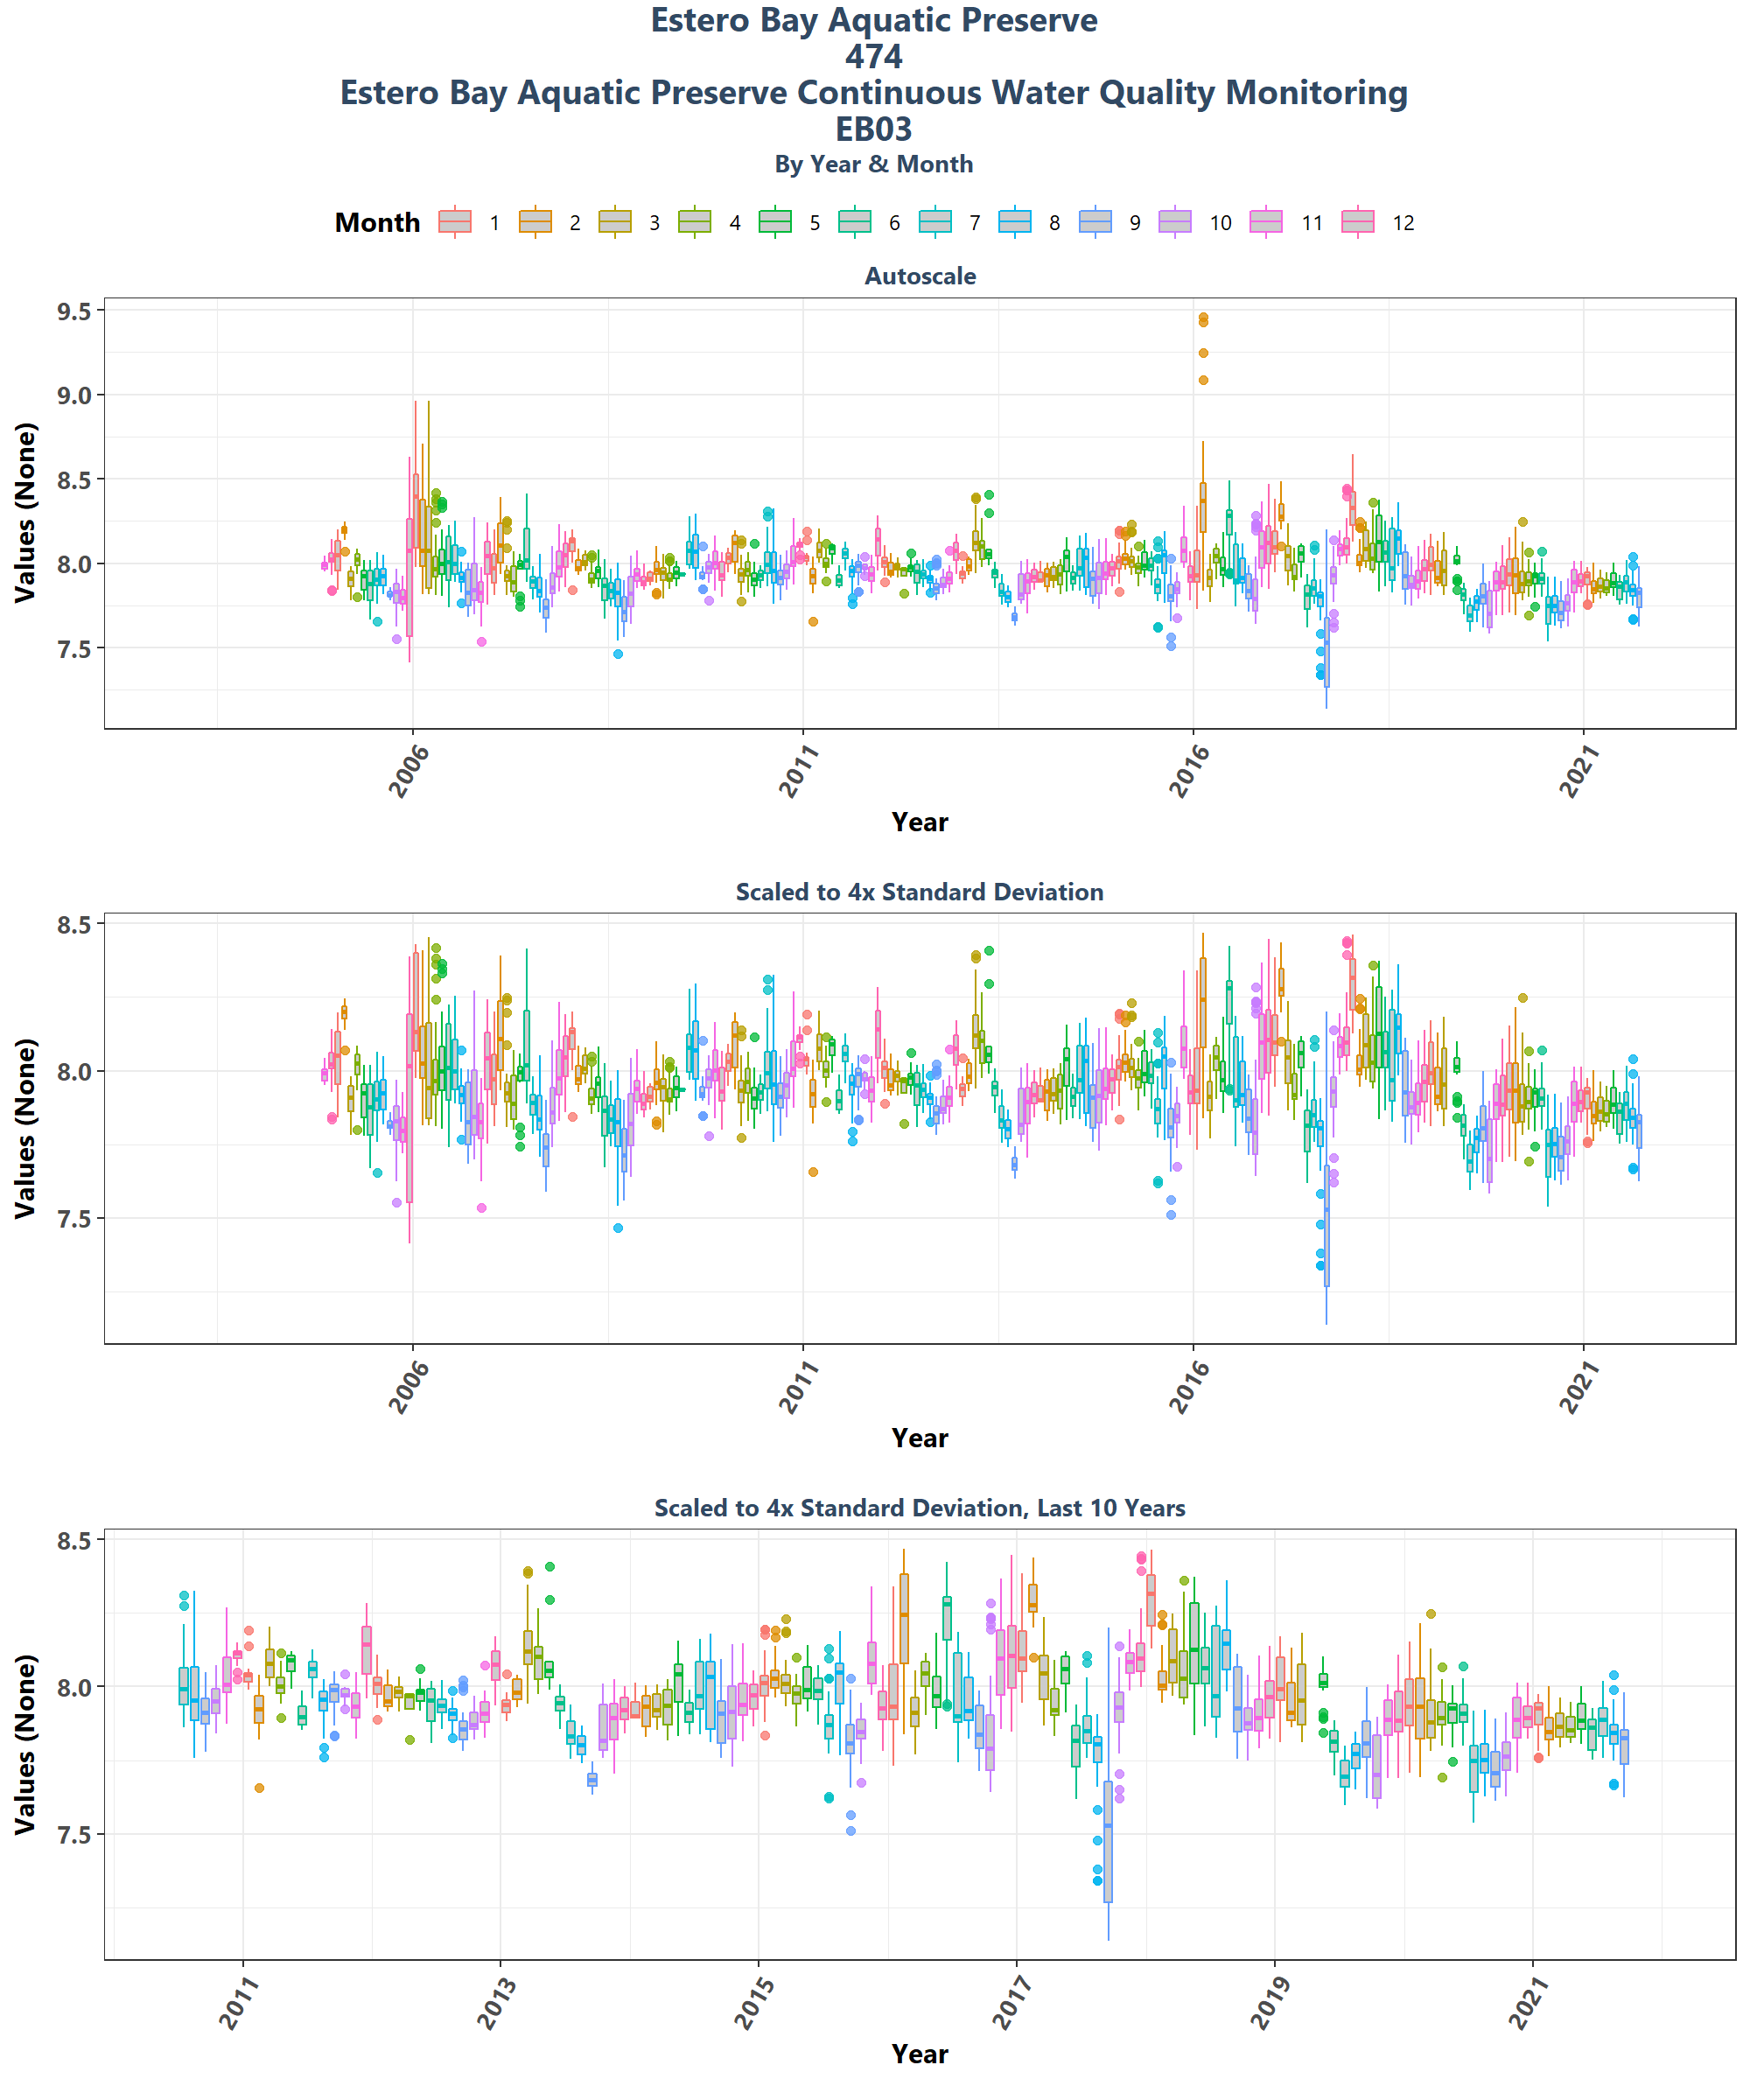 Estero Bay Aquatic Preserve
474
Estero Bay Aquatic Preserve Continuous Water Quality Monitoring
EB03
By Year & Month
Month 1 2 3 4 5 6 7 8 9 10 11 12
Autoscale
Values (None)
9.5
9.0
8.5
8.0
7.5
2006 2011 2016 2021
Year
Scaled to 4x Standard Deviation
Values (None)
8.5
8.0
7.5
2006 2011 2016 2021
Year
Scaled to 4x Standard Deviation, Last 10 Years
Values (None)
8.5
8.0
7.5
2011 2013 2015 2017 2019 2021
Year